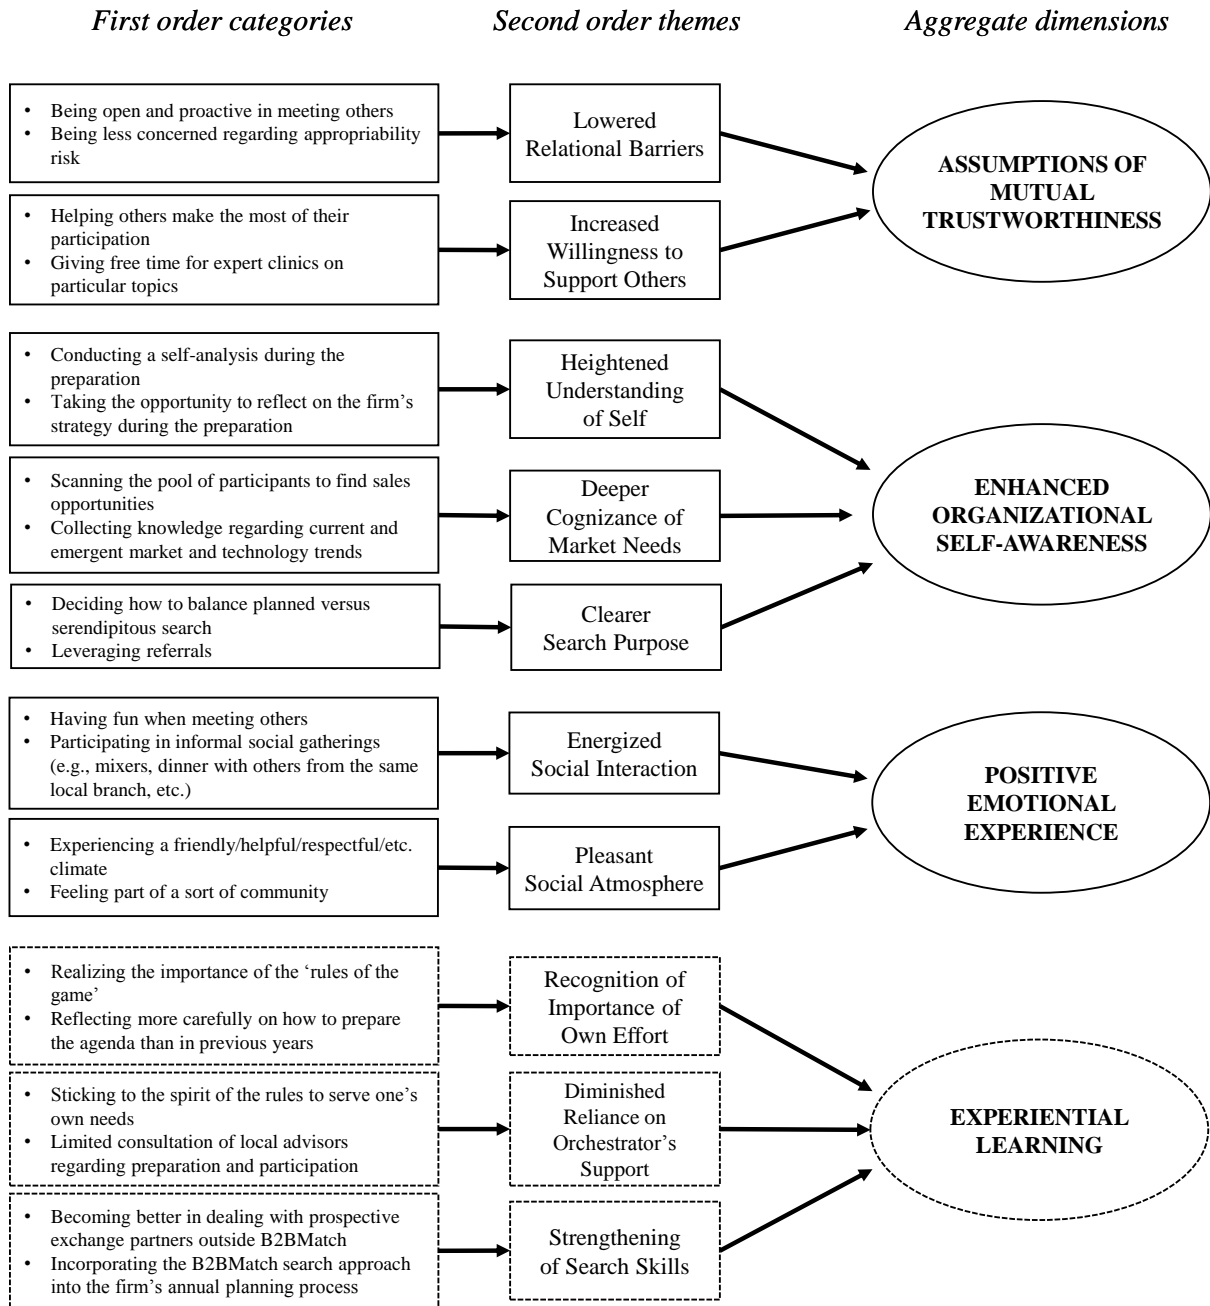 First order categories
Second order themes
Aggregate dimensions
• Being open and proactive in meeting others
• Being less concerned regarding appropriability
risk
Lowered
Relational Barriers
• Helping others make the most of their
participation
• Giving free time for expert clinics on
particular topics
Increased
Willingness to
Support Others
ASSUMPTIONS OF
MUTUAL
TRUSTWORTHINESS
• Conducting a self-analysis during the
preparation
• Taking the opportunity to reflect on the firm’s
strategy during the preparation
Heightened
Understanding
of Self
• Scanning the pool of participants to find sales
opportunities
• Collecting knowledge regarding current and
emergent market and technology trends
Deeper
Cognizance of
Market Needs
• Deciding how to balance planned versus
serendipitous search
• Leveraging referrals
Clearer
Search Purpose
ENHANCED
ORGANIZATIONAL
SELF-AWARENESS
• Having fun when meeting others
• Participating in informal social gatherings
(e.g., mixers, dinner with others from the same
local branch, etc.)
Energized
Social Interaction
• Experiencing a friendly/helpful/respectful/etc.
climate
• Feeling part of a sort of community
Pleasant
Social Atmosphere
POSITIVE
EMOTIONAL
EXPERIENCE
• Realizing the importance of the ‘rules of the
game’
• Reflecting more carefully on how to prepare
the agenda than in previous years
Recognition of
Importance of
Own Effort
• Sticking to the spirit of the rules to serve one’s
own needs
• Limited consultation of local advisors
regarding preparation and participation
Diminished
Reliance on
Orchestrator’s
Support
• Becoming better in dealing with prospective
exchange partners outside B2BMatch
• Incorporating the B2BMatch search approach
into the firm’s annual planning process
Strengthening
of Search Skills
EXPERIENTIAL
LEARNING